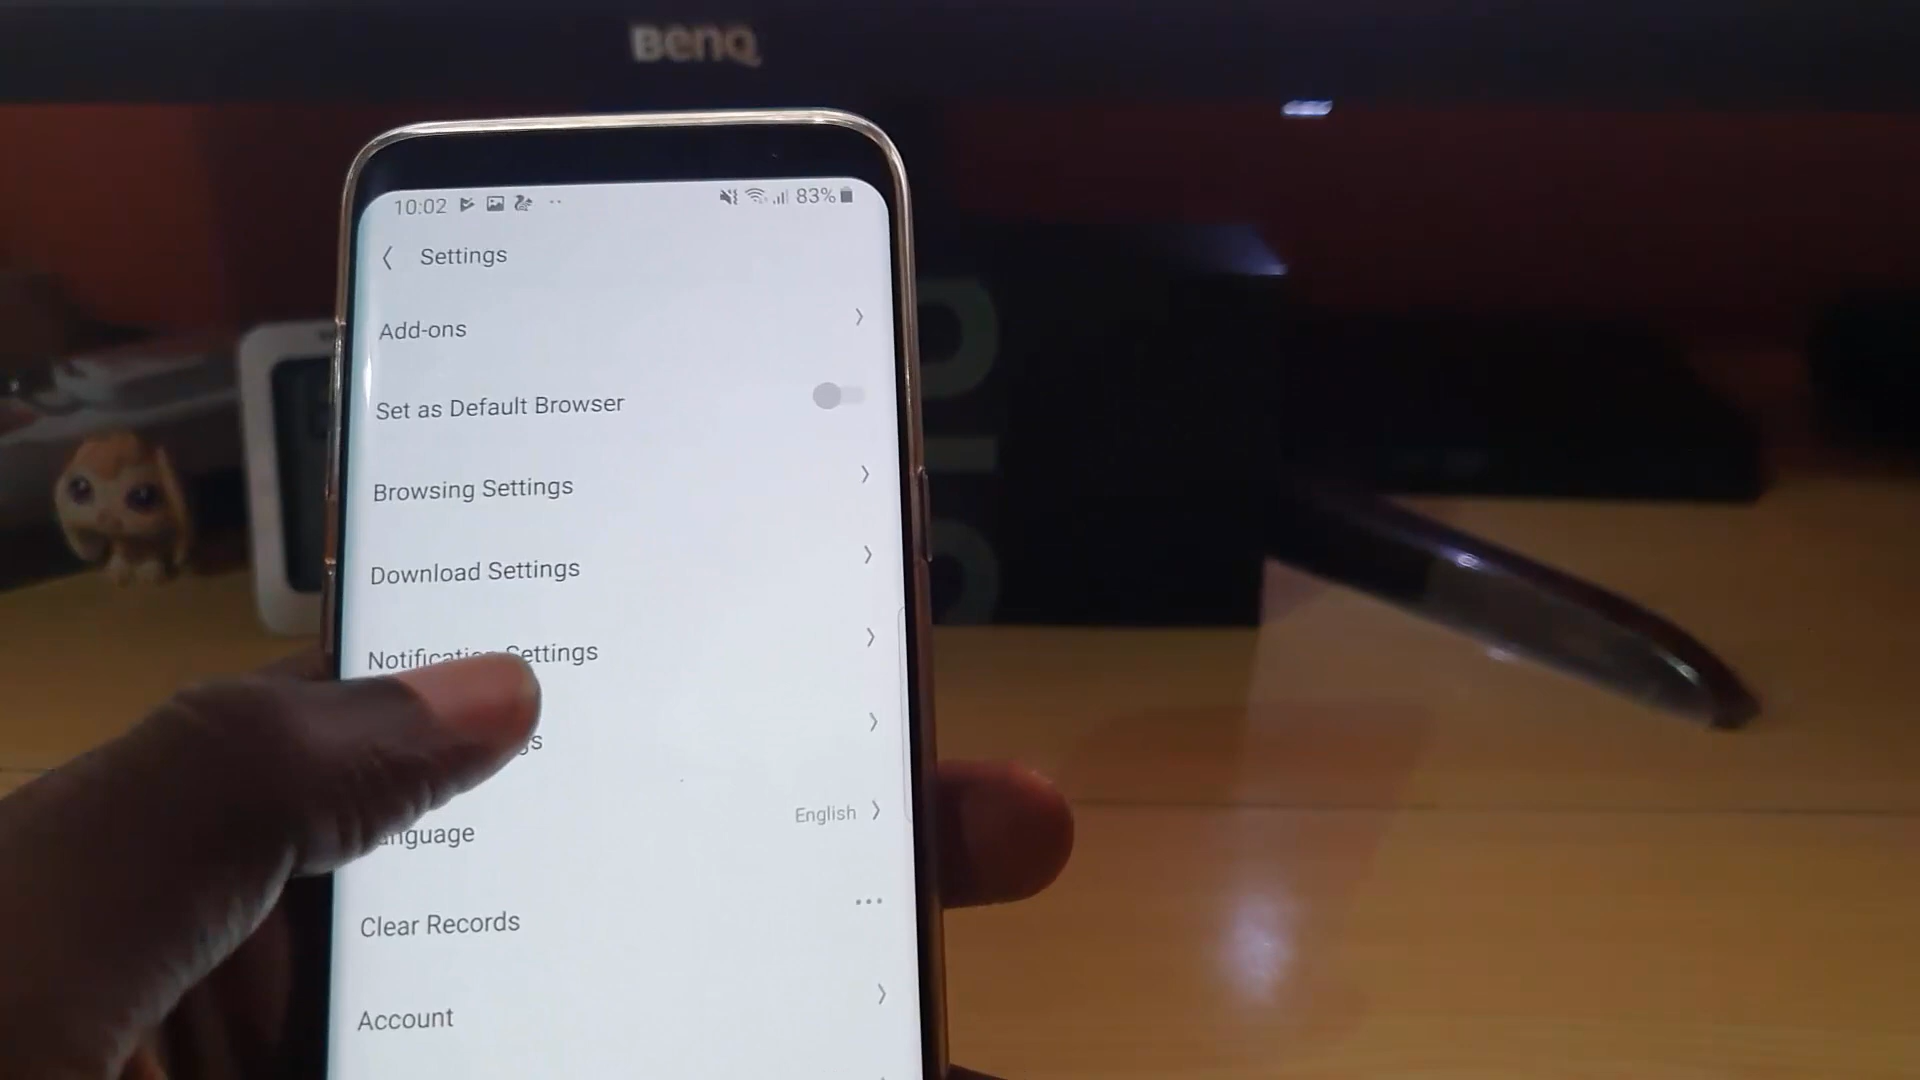 BenQ
10:02 83%
Settings
Add-ons
Set as Default Browser
Browsing Settings
Download Settings
Notification Settings
English
Clear Records
Account